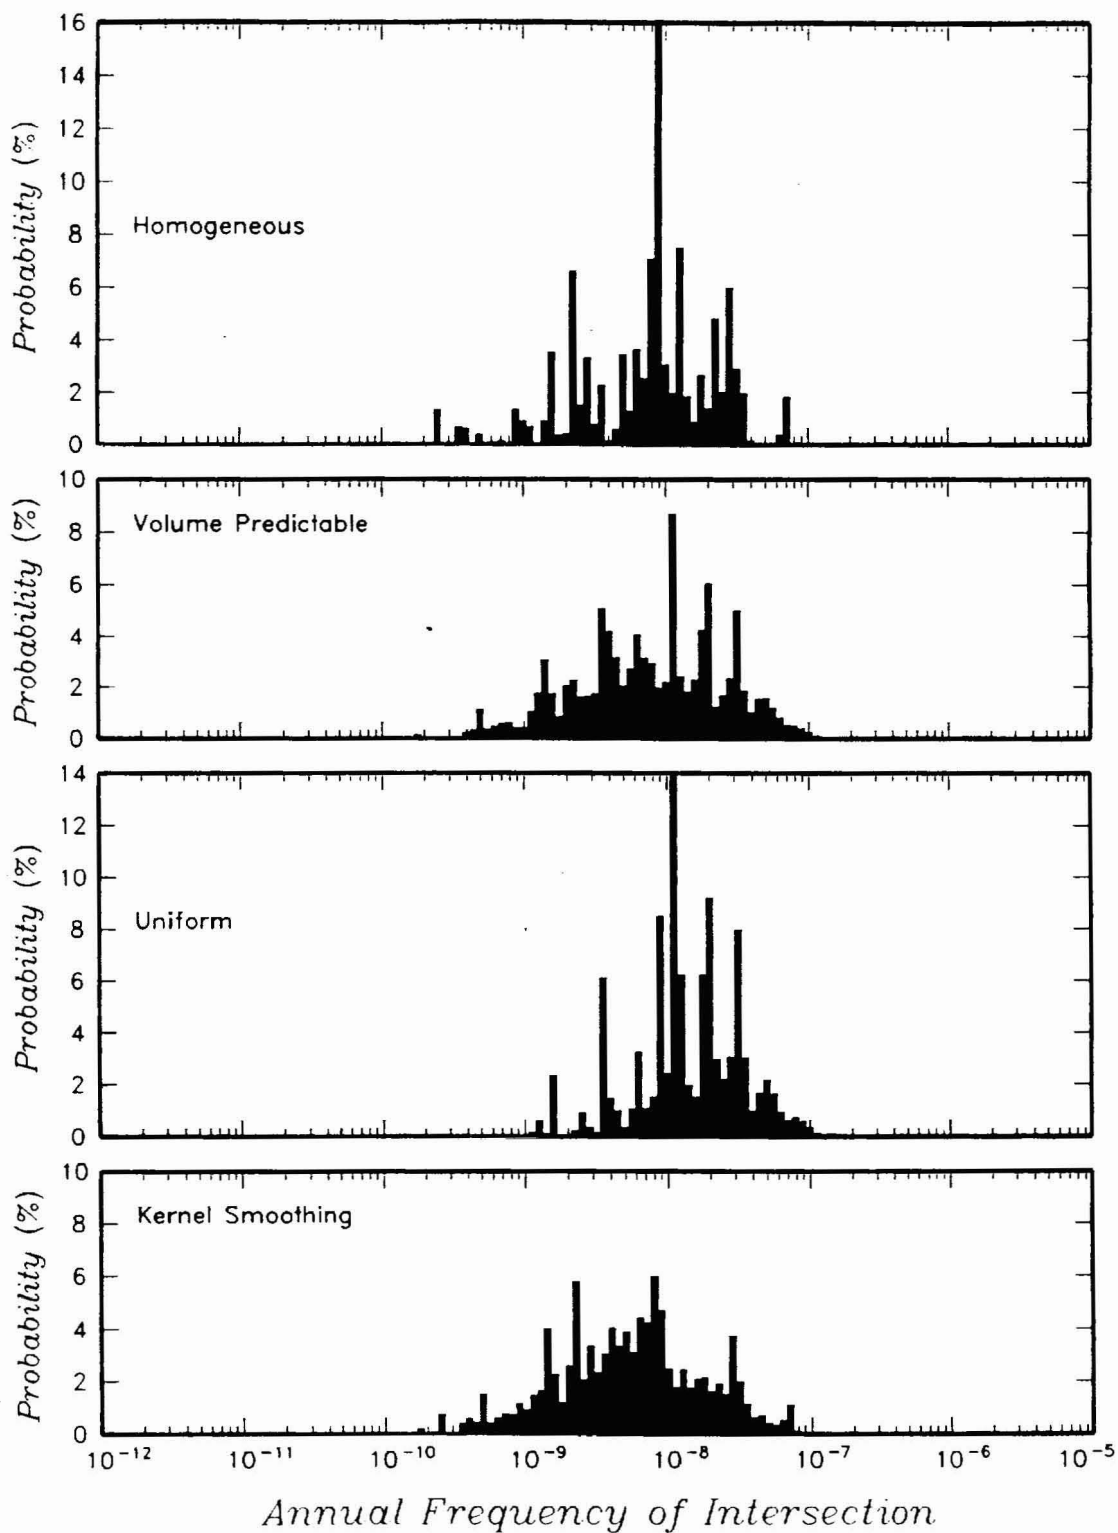 16
14
12
10
8
6
4
2
0
Probability (%)
Homogeneous
10
8
6
4
2
0
Probability (%)
Volume Predictable
14
12
10
8
6
4
2
0
Probability (%)
Uniform
10
8
6
4
2
0
Probability (%)
Kernel Smoothing
10⁻¹² 10⁻¹¹ 10⁻¹⁰ 10⁻⁹ 10⁻⁸ 10⁻⁷ 10⁻⁶ 10⁻⁵
Annual Frequency of Intersection